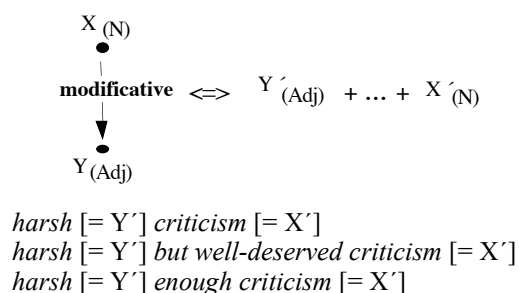 X (N)
modificative <=> Y´(Adj) + ... + X´(N)
Y(Adj)
harsh [= Y´] criticism [= X´]
harsh [= Y´] but well-deserved criticism [= X´]
harsh [= Y´] enough criticism [= X´]